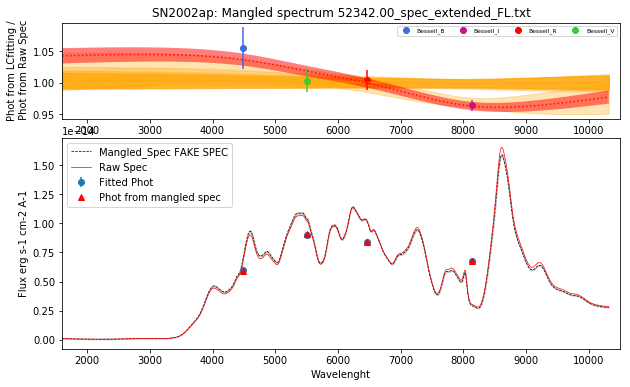 SN2002ap: Mangled spectrum 52342.00_spec_extended_FL.txt
Phot from LCfitting /
Phot from Raw Spec
1.05
1.00
0.95
Bessell_B
Bessell_I
Bessell_R
Bessell_V
2000 3000 4000 5000 6000 7000 8000 9000 10000
1e−14
Mangled_Spec FAKE SPEC
Raw Spec
Fitted Phot
Phot from mangled spec
Flux erg s-1 cm-2 A-1
1.50
1.25
1.00
0.75
0.50
0.25
0.00
2000 3000 4000 5000 6000 7000 8000 9000 10000
Wavelenght